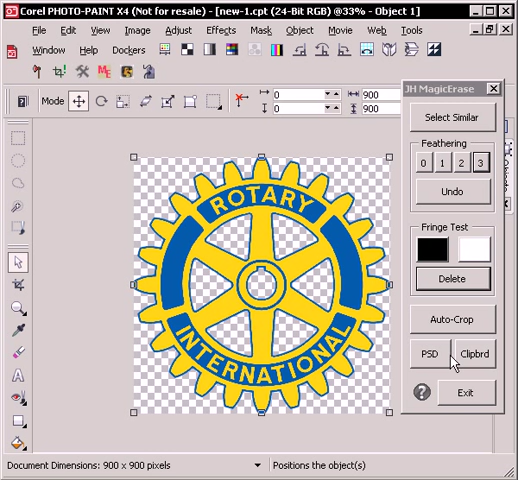 Corel PHOTO-PAINT X4 (Not for resale) - [new-1.cpt (24-Bit RGB) @33% - Object 1]
File Edit View Image Adjust Effects Mask Object Movie Web Tools
Window Help JH Macros JH Dockers
Mode 0 900
0 900
JH MagicErase
Select Similar
Feathering
0 1 2 3
Undo
Fringe Test
Delete
Auto-Crop
PSD Clipbrd
Exit
ROTARY
INTERNATIONAL
Document Dimensions: 900 x 900 pixels Positions the object(s)